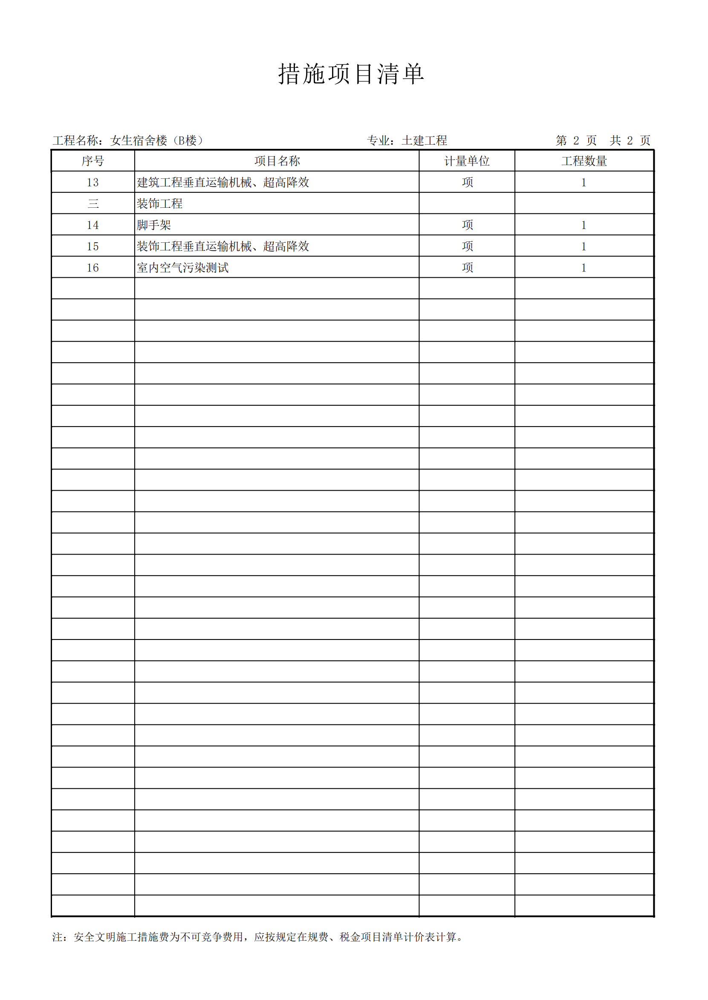 措施项目清单
工程名称：女生宿舍楼（B楼） 专业：土建工程 第 2 页 共 2 页
序号 项目名称 计量单位 工程数量
13 建筑工程垂直运输机械、超高降效 项 1
三 装饰工程
14 脚手架 项 1
15 装饰工程垂直运输机械、超高降效 项 1
16 室内空气污染测试 项 1
注：安全文明施工措施费为不可竞争费用，应按规定在规费、税金项目清单计价表计算。